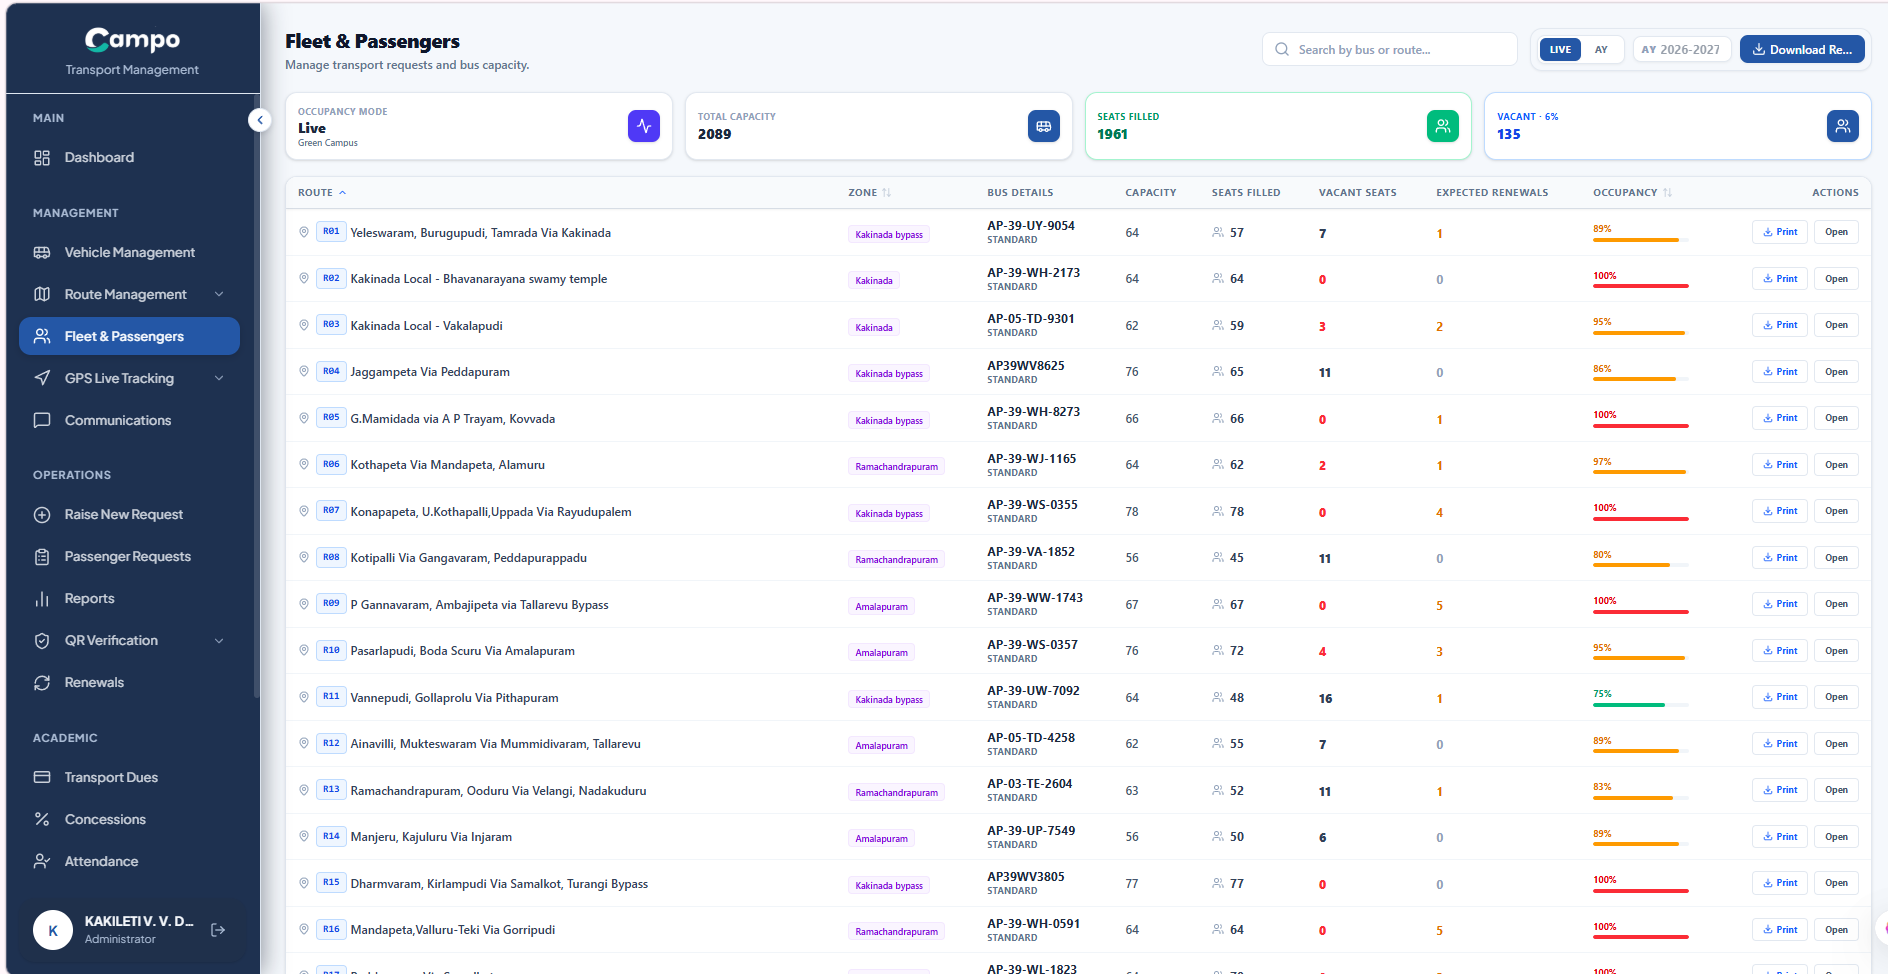 Campo
Transport Management
MAIN
Dashboard
MANAGEMENT
Vehicle Management
Route Management
Fleet & Passengers
GPS Live Tracking
Communications
OPERATIONS
Raise New Request
Passenger Requests
Reports
QR Verification
Renewals
ACADEMIC
Transport Dues
Concessions
Attendance
K
KAKILETI V. V. D...
Administrator
Fleet & Passengers
Manage transport requests and bus capacity.
Search by bus or route...
LIVE AY AY 2026-2027 Download Re...
OCCUPANCY MODE
Live
Green Campus
TOTAL CAPACITY
2089
SEATS FILLED
1961
VACANT · 6%
135
ROUTE ZONE BUS DETAILS CAPACITY SEATS FILLED VACANT SEATS EXPECTED RENEWALS OCCUPANCY ACTIONS
R01 Yeleswaram, Burugupudi, Tamrada Via Kakinada Kakinada bypass AP-39-UY-9054 STANDARD 64 57 7 1 89% Print Open
R02 Kakinada Local - Bhavanarayana swamy temple Kakinada AP-39-WH-2173 STANDARD 64 64 0 0 100% Print Open
R03 Kakinada Local - Vakalapudi Kakinada AP-05-TD-9301 STANDARD 62 59 3 2 95% Print Open
R04 Jaggampeta Via Peddapuram Kakinada bypass AP39WV8625 STANDARD 76 65 11 0 86% Print Open
R05 G.Mamidada via A P Trayam, Kovvada Kakinada bypass AP-39-WH-8273 STANDARD 66 66 0 1 100% Print Open
R06 Kothapeta Via Mandapeta, Alamuru Ramachandrapuram AP-39-WJ-1165 STANDARD 64 62 2 1 97% Print Open
R07 Konapapeta, U.Kothapalli,Uppada Via Rayudupalem Kakinada bypass AP-39-WS-0355 STANDARD 78 78 0 4 100% Print Open
R08 Kotipalli Via Gangavaram, Peddapurappadu Ramachandrapuram AP-39-VA-1852 STANDARD 56 45 11 0 80% Print Open
R09 P Gannavaram, Ambajipeta via Tallarevu Bypass Amalapuram AP-39-WW-1743 STANDARD 67 67 0 5 100% Print Open
R10 Pasarlapudi, Boda Scuru Via Amalapuram Amalapuram AP-39-WS-0357 STANDARD 76 72 4 3 95% Print Open
R11 Vannepudi, Gollaprolu Via Pithapuram Kakinada bypass AP-39-UW-7092 STANDARD 64 48 16 1 75% Print Open
R12 Ainavilli, Mukteswaram Via Mummidivaram, Tallarevu Amalapuram AP-05-TD-4258 STANDARD 62 55 7 0 89% Print Open
R13 Ramachandrapuram, Ooduru Via Velangi, Nadakuduru Ramachandrapuram AP-03-TE-2604 STANDARD 63 52 11 1 83% Print Open
R14 Manjeru, Kajuluru Via Injaram Amalapuram AP-39-UP-7549 STANDARD 56 50 6 0 89% Print Open
R15 Dharmvaram, Kirlampudi Via Samalkot, Turangi Bypass Kakinada bypass AP39WV3805 STANDARD 77 77 0 0 100% Print Open
R16 Mandapeta,Valluru-Teki Via Gorripudi Ramachandrapuram AP-39-WH-0591 STANDARD 64 64 0 5 100% Print Open
AP-39-WL-1823 100%